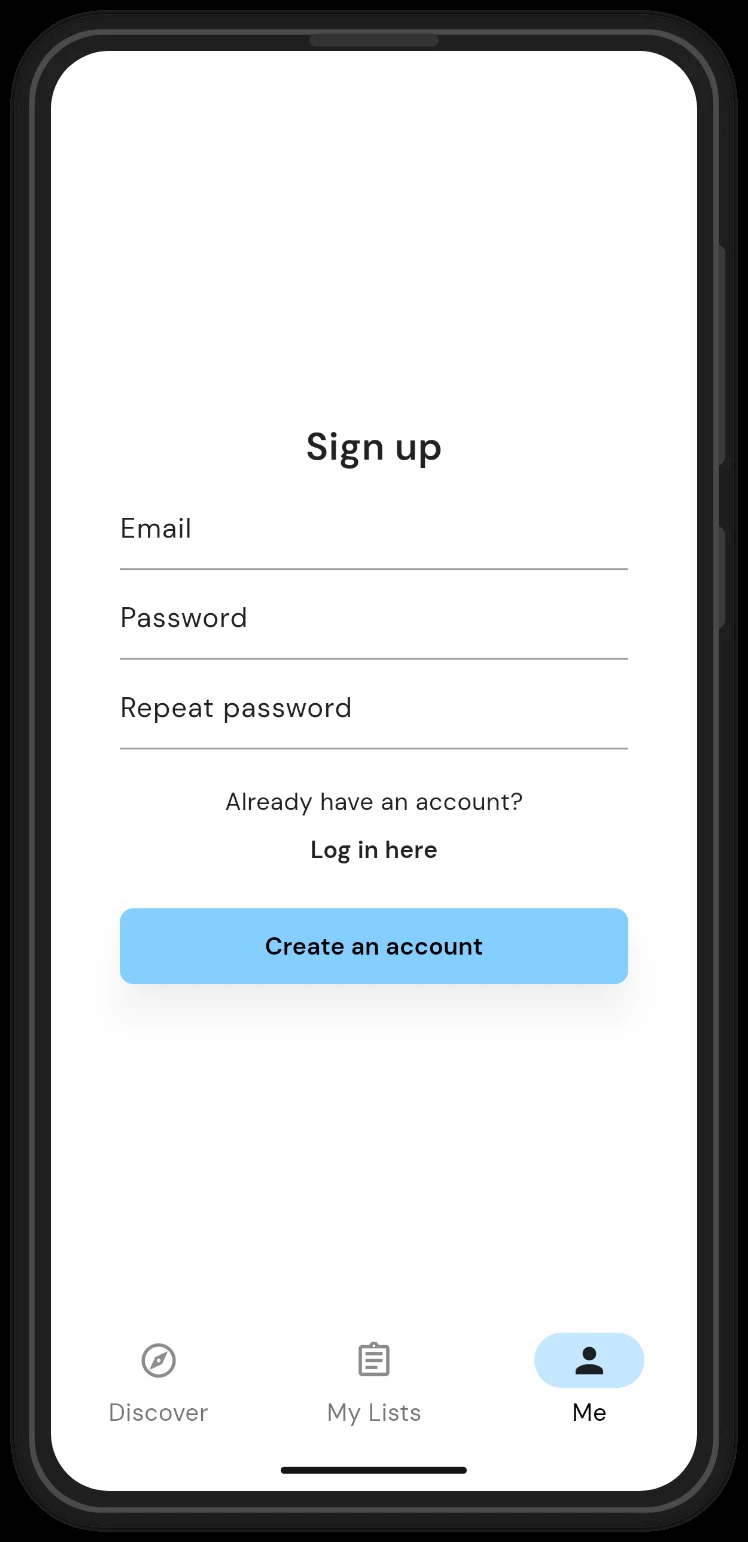 Sign up
Email
Password
Repeat password
Already have an account?
Log in here
Create an account
Discover
My Lists
Me